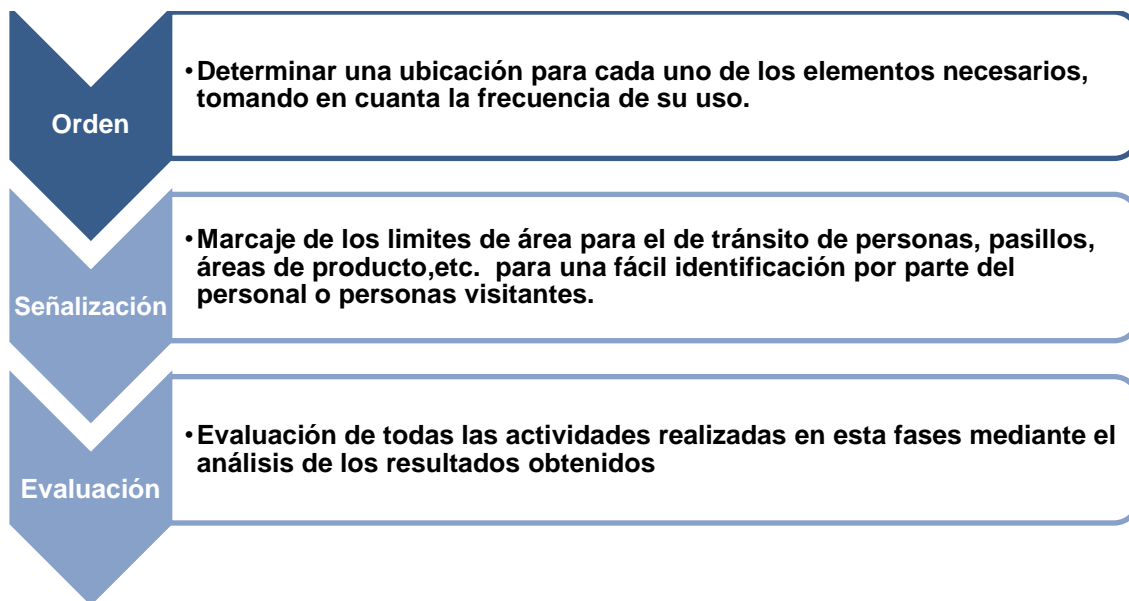 Orden
•Determinar una ubicación para cada uno de los elementos necesarios,
tomando en cuanta la frecuencia de su uso.
Señalización
•Marcaje de los limites de área para el de tránsito de personas, pasillos,
áreas de producto,etc. para una fácil identificación por parte del
personal o personas visitantes.
Evaluación
•Evaluación de todas las actividades realizadas en esta fases mediante el
análisis de los resultados obtenidos